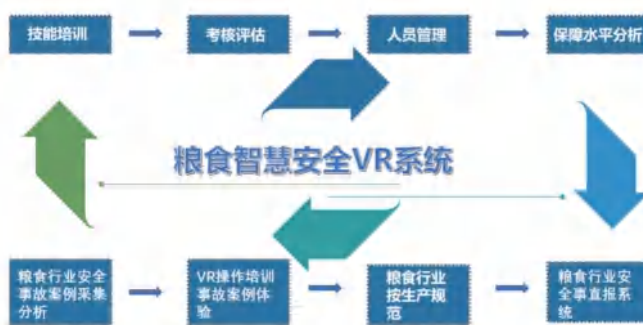 技能培训
考核评估
人员管理
保障水平分析
粮食智慧安全VR系统
粮食行业安全
事故案例采集
分析
VR操作培训
事故案例体
验
粮食行业
按生产规
范
粮食行业安
全事直报系
统